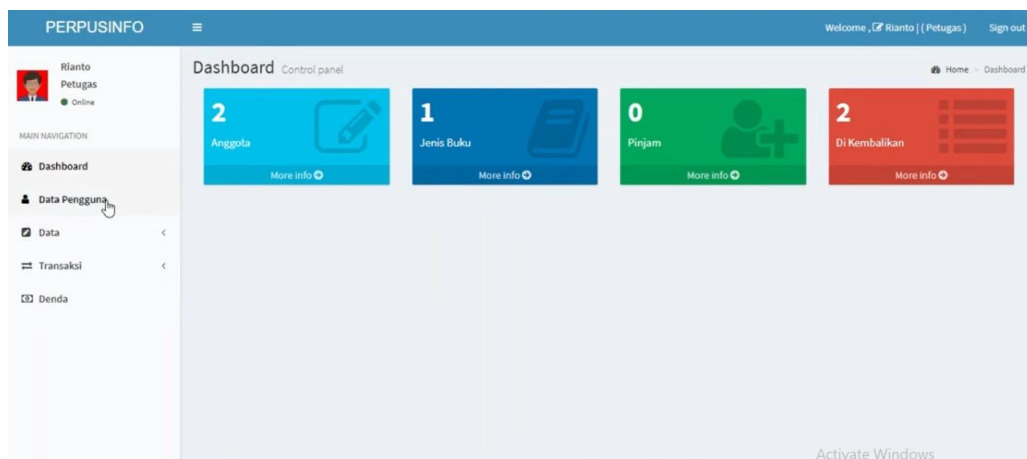 PERPUSINFO
Welcome , Rianto | ( Petugas )
Sign out
Rianto
Petugas
Online
MAIN NAVIGATION
Dashboard
Data Pengguna
Data
Transaksi
Denda
Dashboard Control panel
Home > Dashboard
2
Anggota
More info
1
Jenis Buku
More info
0
Pinjam
More info
2
Di Kembalikan
More info
Activate Windows